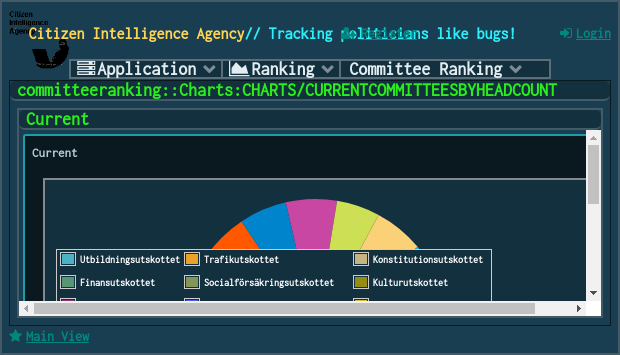 Citizen
Intelligence
Agency
Citizen Intelligence Agency// Tracking politicians like bugs!
Register
Login
Application
Ranking
Committee Ranking
committeeranking::Charts:CHARTS/CURRENTCOMMITTEESBYHEADCOUNT
Current
Current
Utbildningsutskottet Trafikutskottet Konstitutionsutskottet
Finansutskottet Socialförsäkringsutskottet Kulturutskottet
Main View